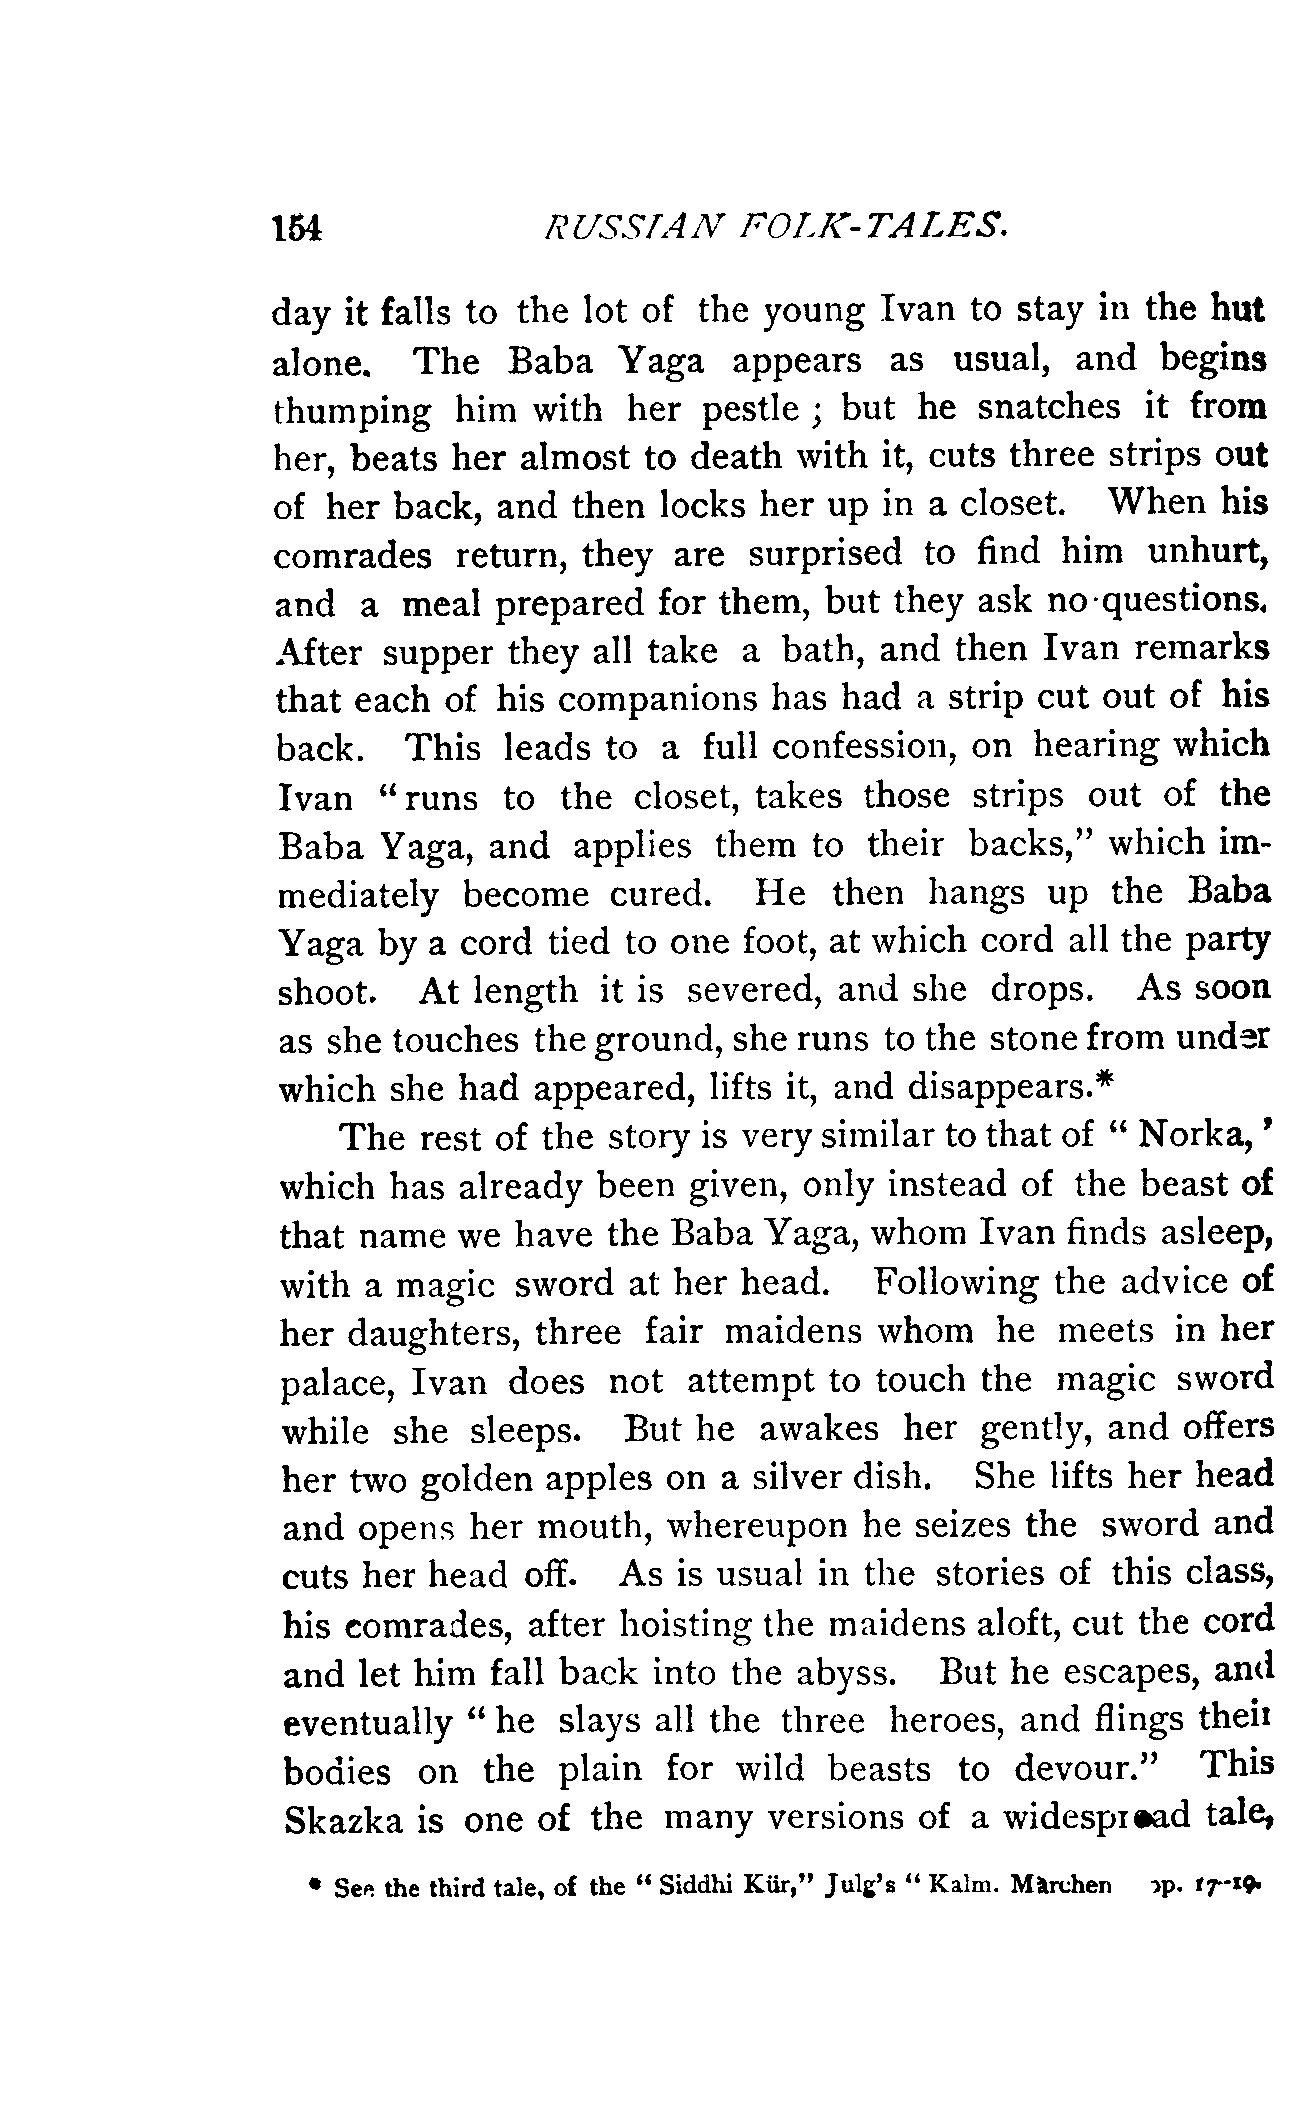 154 RUSSIAN FOLK-TALES.
day it falls to the lot of the young Ivan to stay in the hut
alone. The Baba Yaga appears as usual, and begins
thumping him with her pestle ; but he snatches it from
her, beats her almost to death with it, cuts three strips out
of her back, and then locks her up in a closet. When his
comrades return, they are surprised to find him unhurt,
and a meal prepared for them, but they ask no questions.
After supper they all take a bath, and then Ivan remarks
that each of his companions has had a strip cut out of his
back. This leads to a full confession, on hearing which
Ivan “ runs to the closet, takes those strips out of the
Baba Yaga, and applies them to their backs,” which im-
mediately become cured. He then hangs up the Baba
Yaga by a cord tied to one foot, at which cord all the party
shoot. At length it is severed, and she drops. As soon
as she touches the ground, she runs to the stone from under
which she had appeared, lifts it, and disappears.*
The rest of the story is very similar to that of “ Norka, ’
which has already been given, only instead of the beast of
that name we have the Baba Yaga, whom Ivan finds asleep,
with a magic sword at her head. Following the advice of
her daughters, three fair maidens whom he meets in her
palace, Ivan does not attempt to touch the magic sword
while she sleeps. But he awakes her gently, and offers
her two golden apples on a silver dish. She lifts her head
and opens her mouth, whereupon he seizes the sword and
cuts her head off. As is usual in the stories of this class,
his comrades, after hoisting the maidens aloft, cut the cord
and let him fall back into the abyss. But he escapes, and
eventually “ he slays all the three heroes, and flings their
bodies on the plain for wild beasts to devour.” This
Skazka is one of the many versions of a widespread tale,
* See the third tale, of the “ Siddhi Kür,” Julg’s “ Kalm. Märchen pp. 17-19.